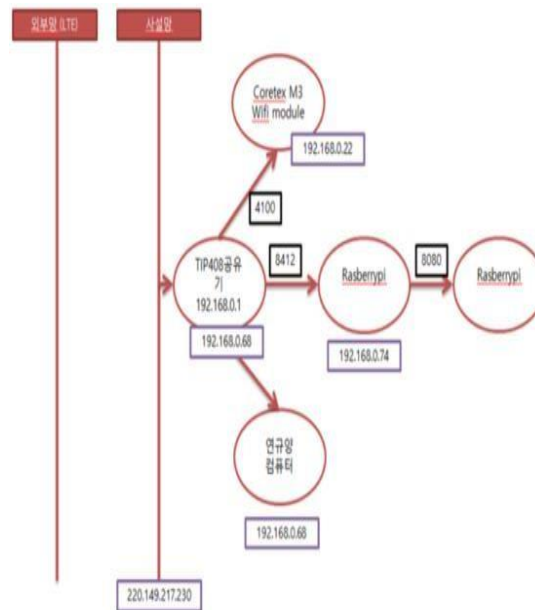 외부망 (LTE)
사설망
Coretex M3
Wifi module
192.168.0.22
4100
TIP408공유
기
192.168.0.1
192.168.0.68
8412
Rasberrypi
192.168.0.74
8080
Rasberrypi
연규양
컴퓨터
192.168.0.68
220.149.217.230